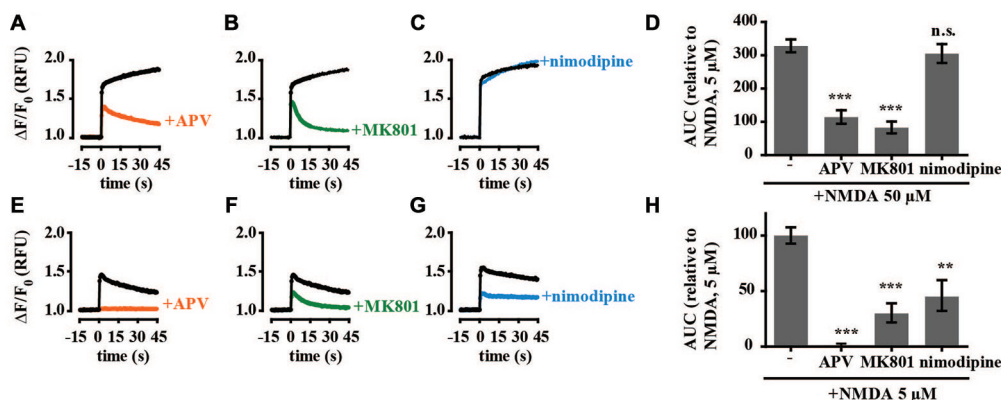 A
ΔF/F0 (RFU)
2.0
1.5
1.0
+APV
-15 0 15 30 45
time (s)
B
2.0
1.5
1.0
+MK801
-15 0 15 30 45
time (s)
C
2.0
1.5
1.0
+nimodipine
-15 0 15 30 45
time (s)
D
AUC (relative to
NMDA, 5 μM)
400
300
200
100
0
***
***
n.s.
- APV MK801 nimodipine
+NMDA 50 μM
E
ΔF/F0 (RFU)
2.0
1.5
1.0
+APV
-15 0 15 30 45
time (s)
F
2.0
1.5
1.0
+MK801
-15 0 15 30 45
time (s)
G
2.0
1.5
1.0
+nimodipine
-15 0 15 30 45
time (s)
H
AUC (relative to
NMDA, 5 μM)
100
50
0
***
***
**
- APV MK801 nimodipine
+NMDA 5 μM